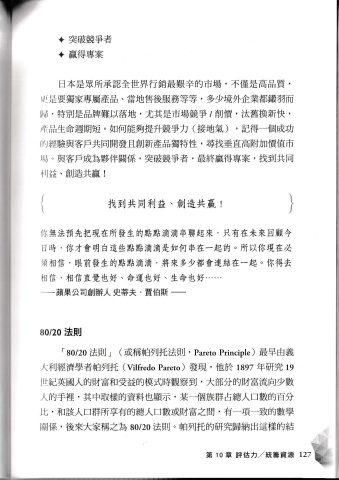 ✦ 突破競爭者
✦ 贏得專案
日本是眾所承認全世界行銷最艱辛的市場，不僅是高品質，
更是要獨家專屬產品、當地售後服務等等，多少境外企業都鎩羽而
歸，特別是品牌難以落地，尤其是市場競爭 / 削價，汰舊換新快，
產品生命週期短。如何能夠提升競爭力（接地氣），記得一個成功
的經驗與客戶共同開發且創新產品獨特性，尋找垂直高附加價值市
場。與客戶成為夥伴關係，突破競爭者，最終贏得專案，找到共同
利益，創造共贏！
找到共同利益、創造共贏！
你無法預先把現在所發生的點點滴滴串聯起來，只有在未來回顧今
日時，你才會明白這些點點滴滴是如何串在一起的。所以你現在必
須相信，眼前發生的點點滴滴，將來多少都會連結在一起。你得去
相信，相信直覺也好、命運也好、生命也好……
——蘋果公司創辦人 史蒂夫．賈伯斯 ——
80/20 法則
「80/20 法則」（或稱帕列托法則，Pareto Principle）最早由義
大利經濟學者帕列托（Vilfredo Pareto）發現，他於 1897 年研究 19
世紀英國人的財富和受益的模式時觀察到，大部分的財富流向少數
人的手裡，其中取樣的資料也顯示，某一個族群占總人口數的百分
比，和該人口群所享有的總人口數或財富之間，有一項一致的數學
關係，後來大家稱之為 80/20 法則。帕列托的研究歸納出這樣的結
第 10 章 評估力／統籌資源 127